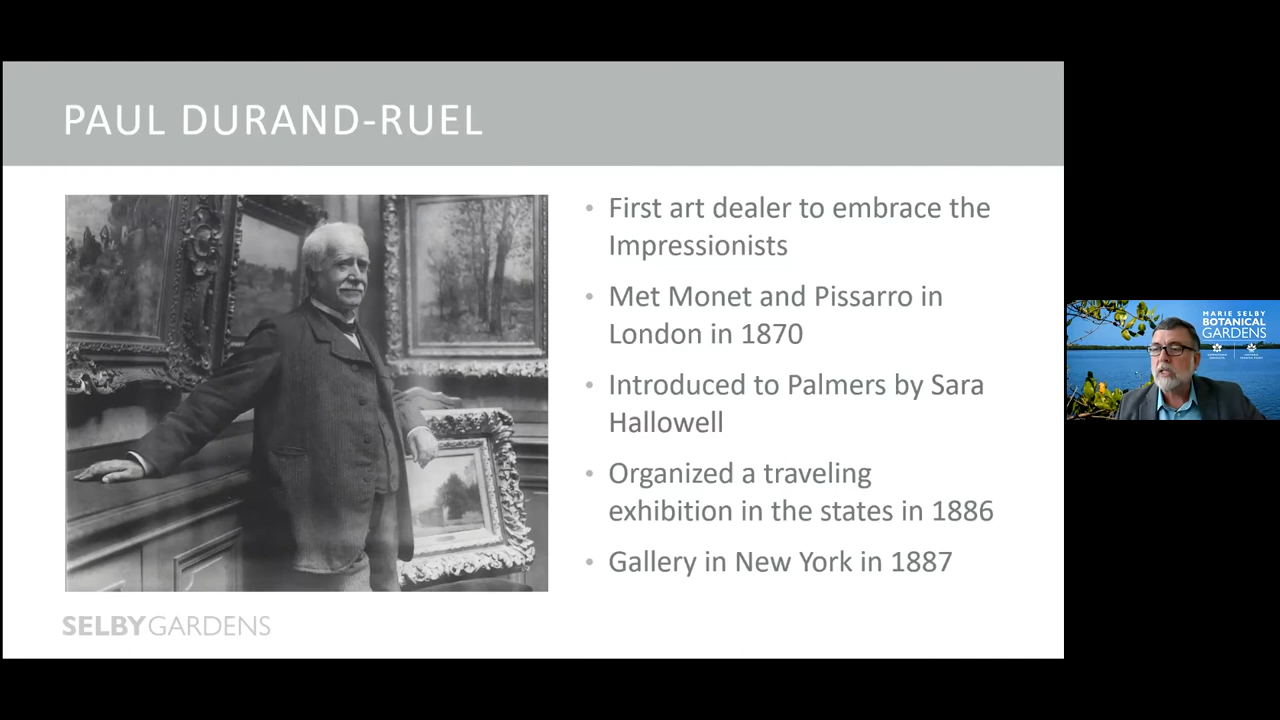 PAUL DURAND-RUEL
• First art dealer to embrace the
Impressionists
• Met Monet and Pissarro in
London in 1870
• Introduced to Palmers by Sara
Hallowell
• Organized a traveling
exhibition in the states in 1886
• Gallery in New York in 1887
SELBYGARDENS
MARIE SELBY
BOTANICAL
GARDENS